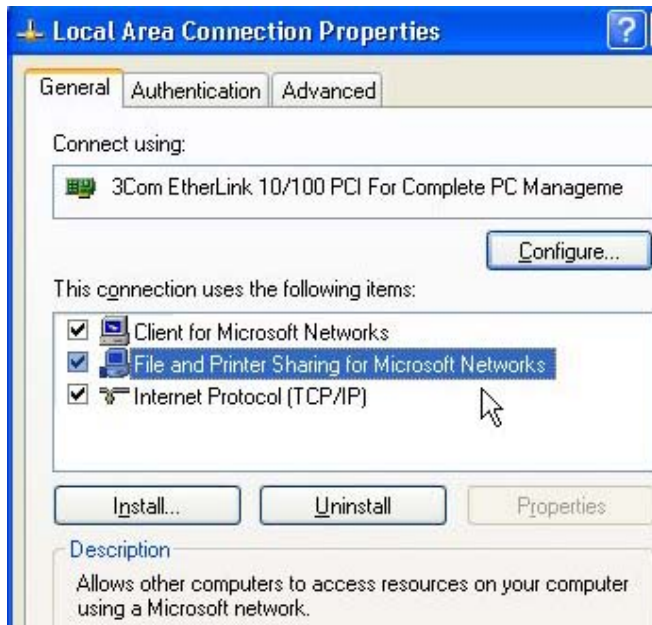 Local Area Connection Properties
?
General Authentication Advanced
Connect using:
3Com EtherLink 10/100 PCI For Complete PC Manageme
Configure...
This connection uses the following items:
Client for Microsoft Networks
File and Printer Sharing for Microsoft Networks
Internet Protocol (TCP/IP)
Install... Uninstall Properties
Description
Allows other computers to access resources on your computer
using a Microsoft network.